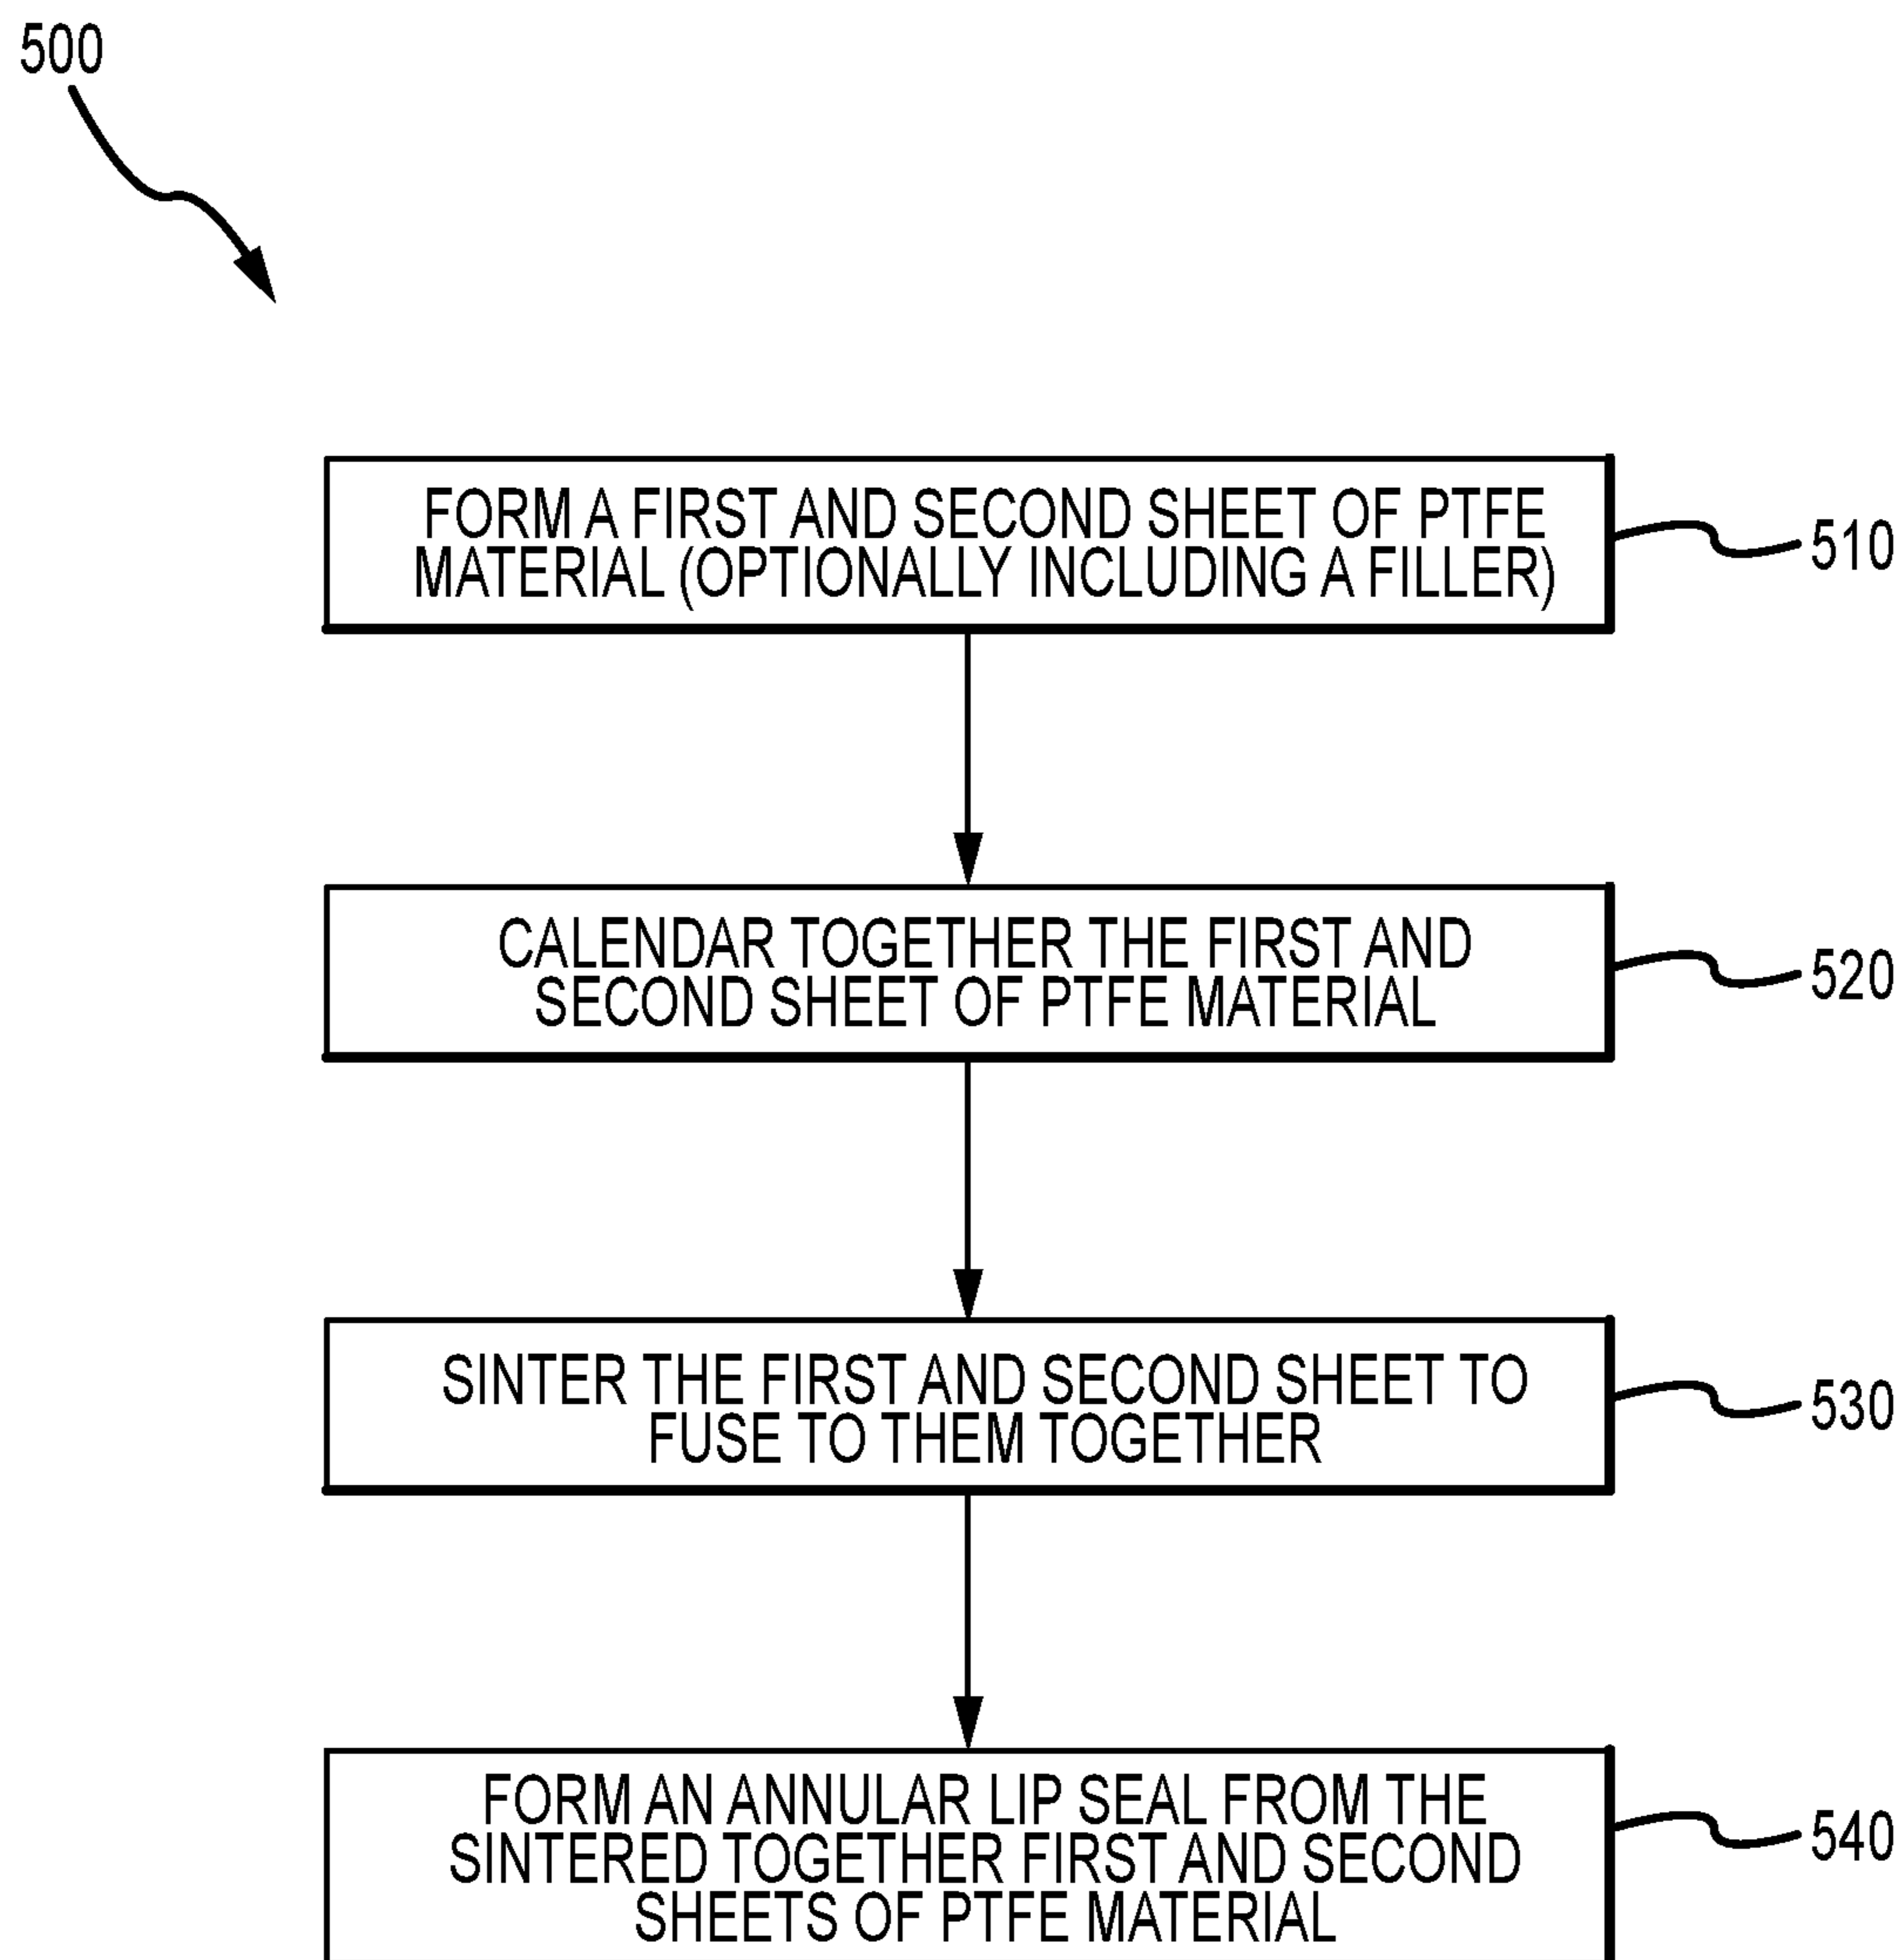 500
FORM A FIRST AND SECOND SHEET OF PTFE
MATERIAL (OPTIONALLY INCLUDING A FILLER)
510
CALENDAR TOGETHER THE FIRST AND
SECOND SHEET OF PTFE MATERIAL
520
SINTER THE FIRST AND SECOND SHEET TO
FUSE TO THEM TOGETHER
530
FORM AN ANNULAR LIP SEAL FROM THE
SINTERED TOGETHER FIRST AND SECOND
SHEETS OF PTFE MATERIAL
540